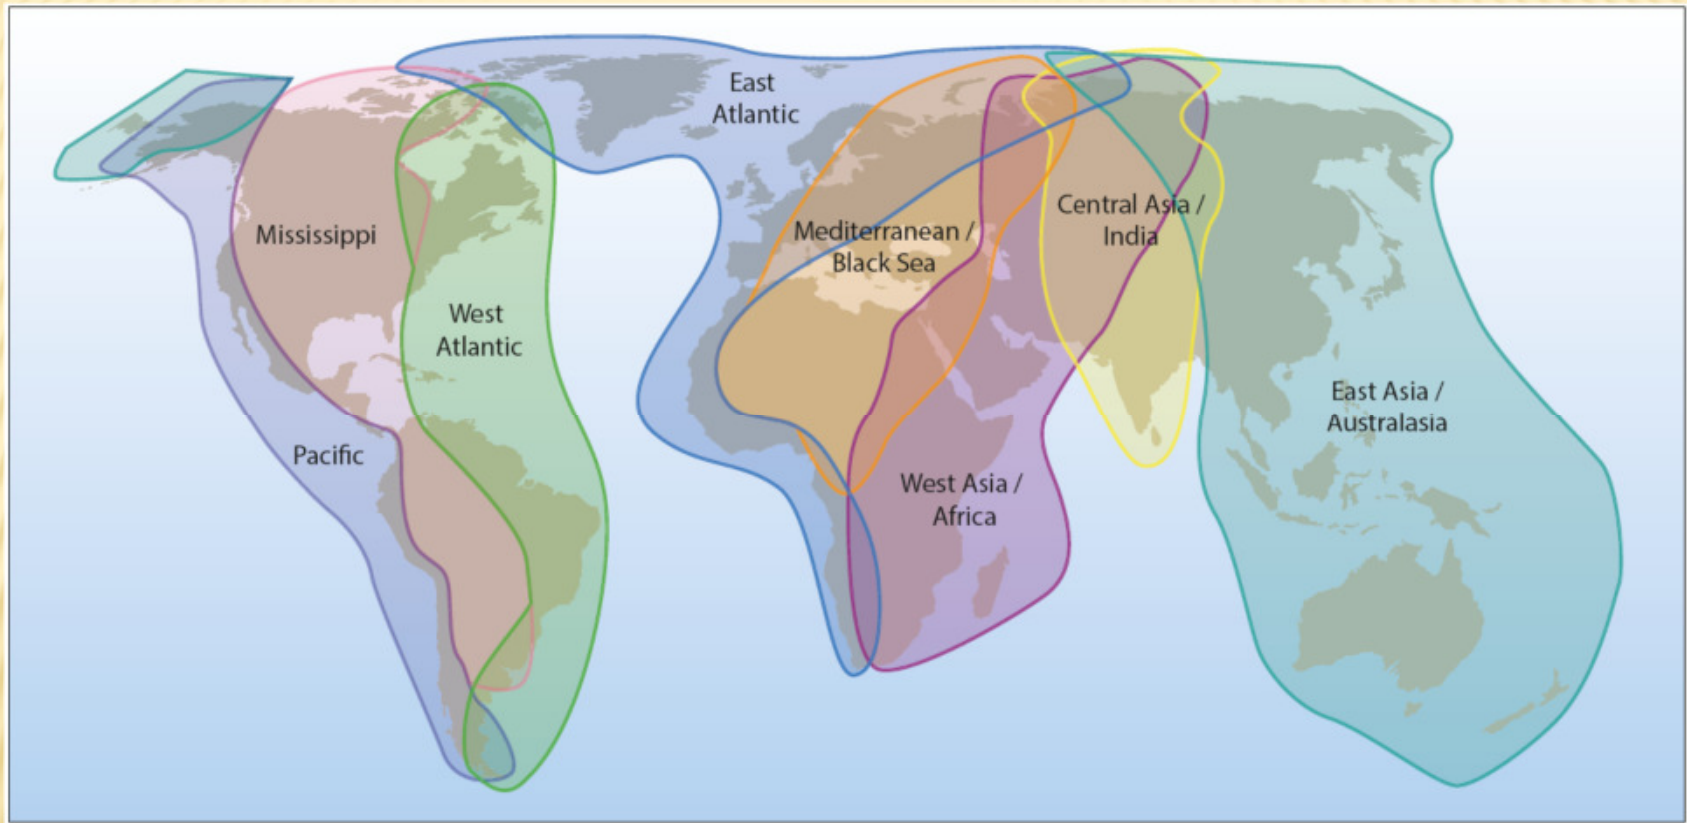 East
Atlantic
Mississippi
Mediterranean /
Black Sea
Central Asia /
India
West
Atlantic
East Asia /
Australasia
Pacific
West Asia /
Africa